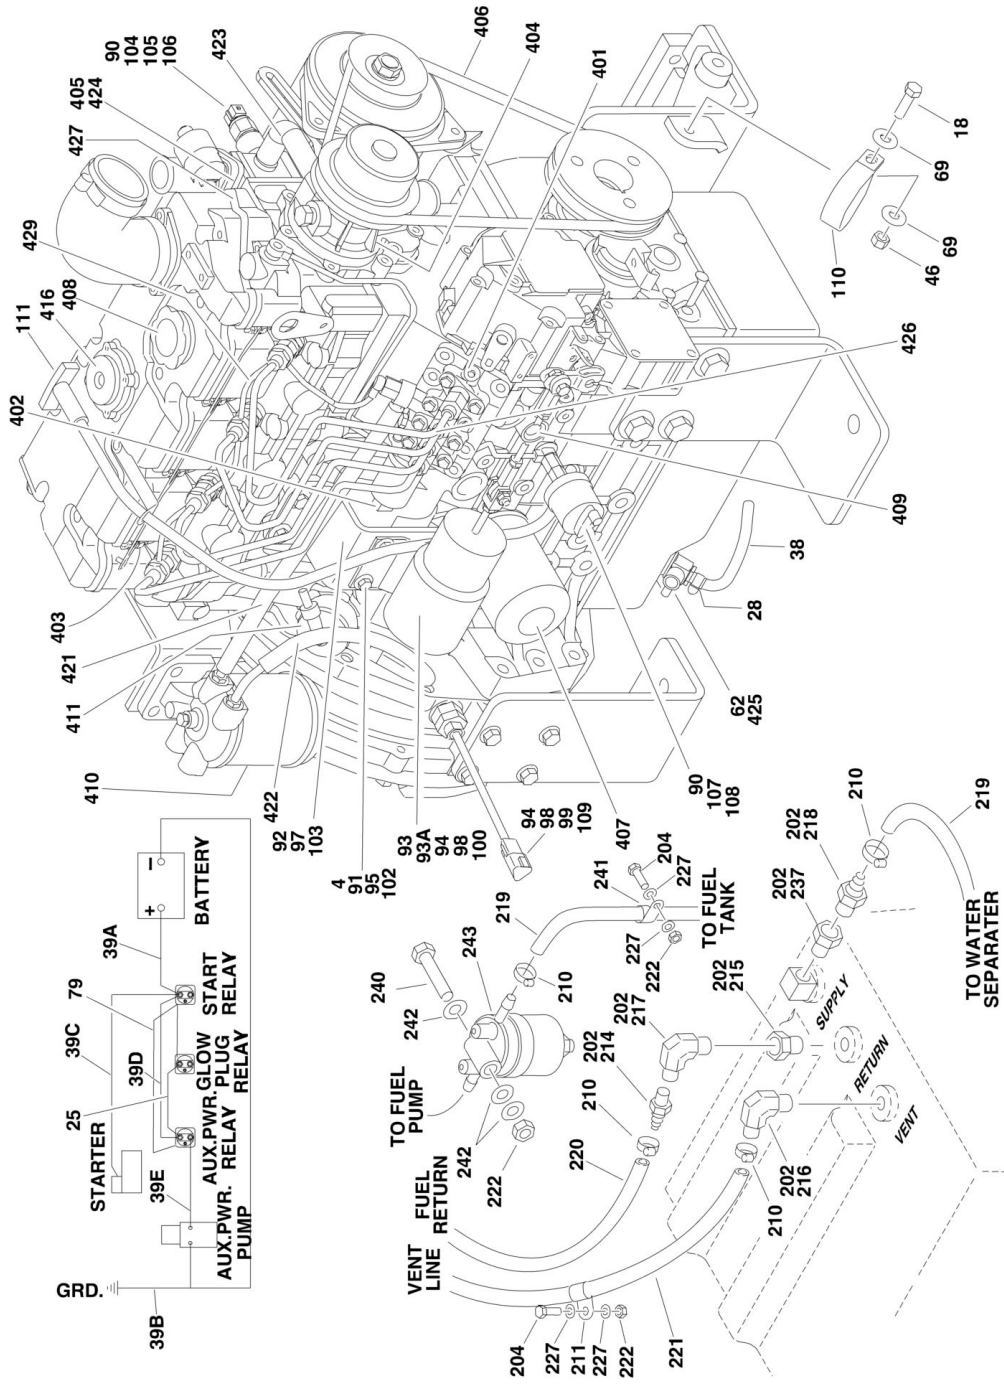 GRD.
39B
AUX.PWR.
PUMP
39E
STARTER
25
39C
79
39D
AUX.PWR.
RELAY
GLOW
PLUG
RELAY
START
RELAY
39A
+
−
BATTERY
410
411
421
403
402
111
416
408
429
427
405
424
90
104
105
106
423
406
404
401
18
69
46
69
110
426
409
38
28
62
425
90
107
108
407
94
98
99
109
93
93A
94
98
100
4
91
95
102
92
97
103
422
TO FUEL
PUMP
240
242
243
219
210
241
204
227
227
222
TO FUEL
TANK
242
222
FUEL
RETURN
VENT
LINE
220
210
202
214
202
217
202
215
202
237
202
218
210
219
TO WATER
SEPARATER
SUPPLY
RETURN
VENT
202
216
210
221
204
227
211
227
222